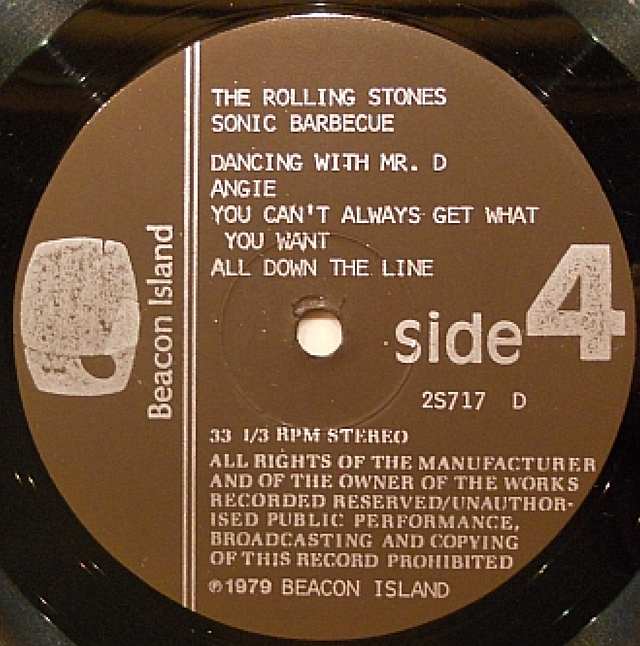 THE ROLLING STONES
SONIC BARBECUE
DANCING WITH MR. D
ANGIE
YOU CAN'T ALWAYS GET WHAT
YOU WANT
ALL DOWN THE LINE
Beacon Island
side 4
2S717 D
33 1/3 RPM STEREO
ALL RIGHTS OF THE MANUFACTURER
AND OF THE OWNER OF THE WORKS
RECORDED RESERVED/UNAUTHOR-
ISED PUBLIC PERFORMANCE,
BROADCASTING AND COPYING
OF THIS RECORD PROHIBITED
℗1979 BEACON ISLAND